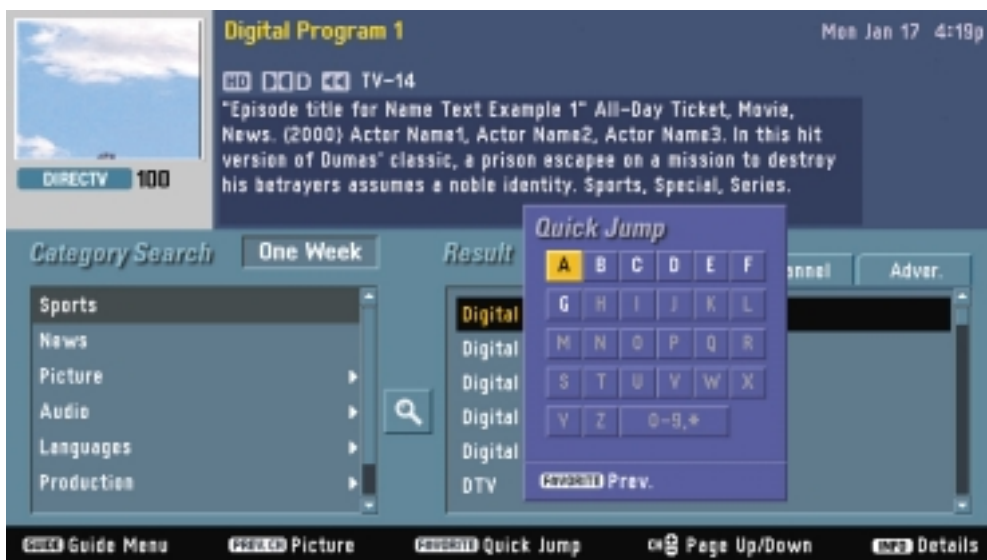 Digital Program 1
Mon Jan 17 4:19p
HD DD TV-14
"Episode title for Name Text Example 1" All-Day Ticket, Movie,
News. (2000) Actor Name1, Actor Name2, Actor Name3. In this hit
version of Dumas' classic, a prison escapee on a mission to destroy
his betrayers assumes a noble identity. Sports, Special, Series.
DIRECTV 100
Category Search
One Week
Result
annel
Adver.
Sports
News
Picture
Audio
Languages
Production
Digital
Digital
Digital
Digital
Digital
DTV
Quick Jump
A B C D E F
G H I J K L
M N O P Q R
S T U V W X
Y Z 0-9,*
FAVORITE Prev.
GUIDE Guide Menu
PREV.CH Picture
FAVORITE Quick Jump
CH Page Up/Down
INFO Details